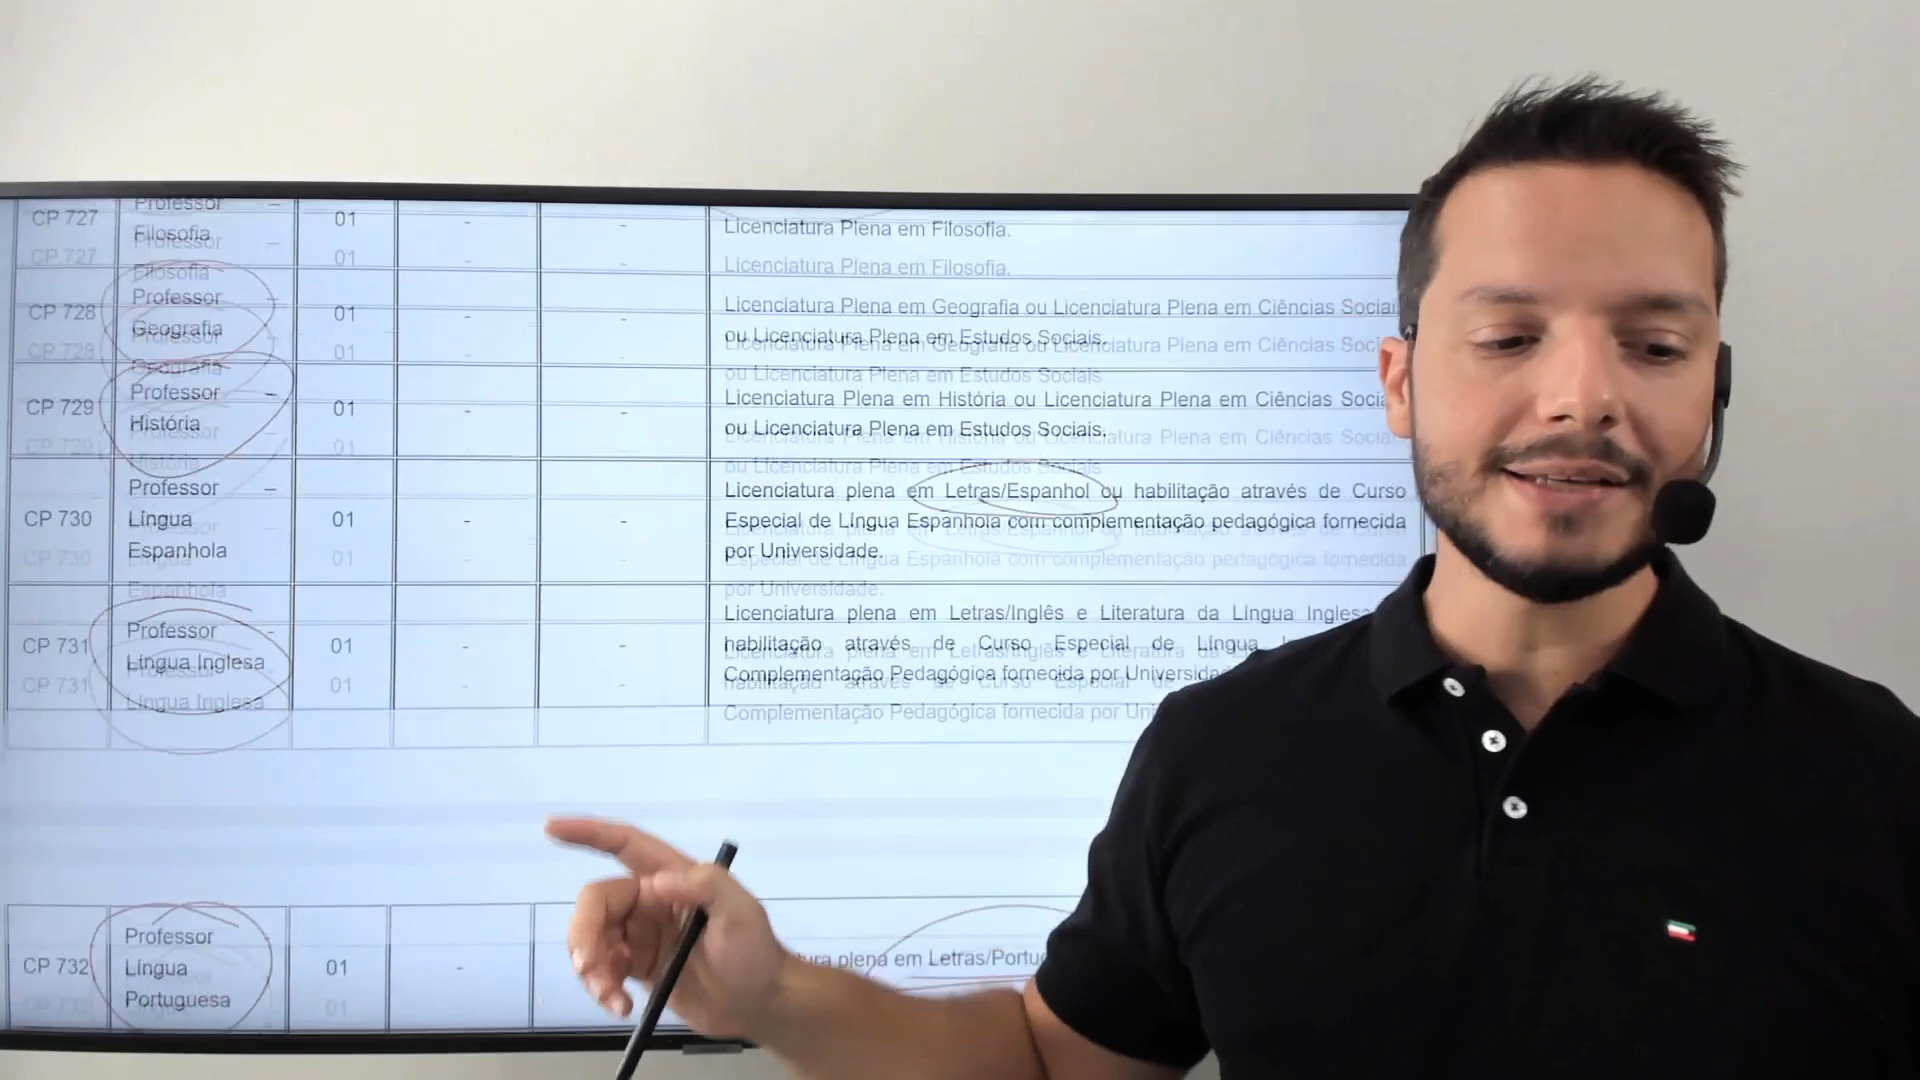 CP 727
Professor –
Filosofia
01
-
-
Licenciatura Plena em Filosofia.
CP 728
Professor –
Geografia
01
-
-
Licenciatura Plena em Geografia ou Licenciatura Plena em Ciências
ou Licenciatura Plena em Estudos Sociais.
CP 729
Professor –
História
01
-
-
Licenciatura Plena em História ou Licenciatura Plena em Ciências
ou Licenciatura Plena em Estudos Sociais.
CP 730
Professor –
Língua
Espanhola
01
-
-
Licenciatura plena em Letras/Espanhol ou habilitação através de Curso
Especial de Língua Espanhola com complementação pedagógica fornecida
por Universidade.
CP 731
Professor -
Língua Inglesa
01
-
-
Licenciatura plena em Letras/Inglês e Literatura da Língua Inglesa
habilitação através de Curso Especial de Língua
Complementação Pedagógica fornecida por
CP 732
Professor -
Língua
Portuguesa
01
-
plena em